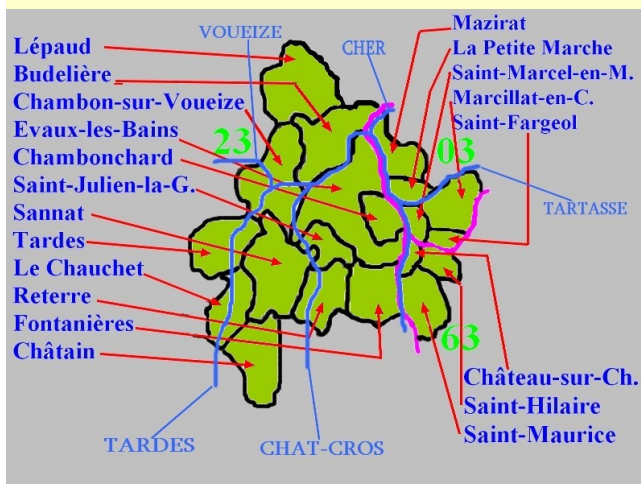 VOUEIZE
CHER
Lépaud
Budelière
Chambon-sur-Voueize
Evaux-les-Bains
Chambonchard
Saint-Julien-la-G.
Sannat
Tardes
Le Chauchet
Reterre
Fontanières
Châtain
Mazirat
La Petite Marche
Saint-Marcel-en-M.
Marcillat-en-C.
Saint-Fargeol
23
03
TARTASSE
63
Château-sur-Ch.
Saint-Hilaire
Saint-Maurice
TARDES
CHAT-CROS